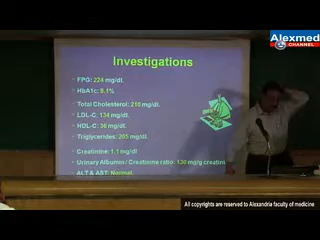 Alexmed
CHANNEL
Investigations
FPG: 224 mg/dl.
HbA1c: 8.1%
Total Cholesterol: 210 mg/dl.
LDL-C: 134 mg/dl.
HDL-C: 36 mg/dl.
Triglycerides: 205 mg/dl.
Creatinine: 1.1 mg/dl
Urinary Albumin / Creatinine ratio: 130 mg/g creatini
ALT & AST: Normal.
All copyrights are reserved to Alexandria faculty of medicine